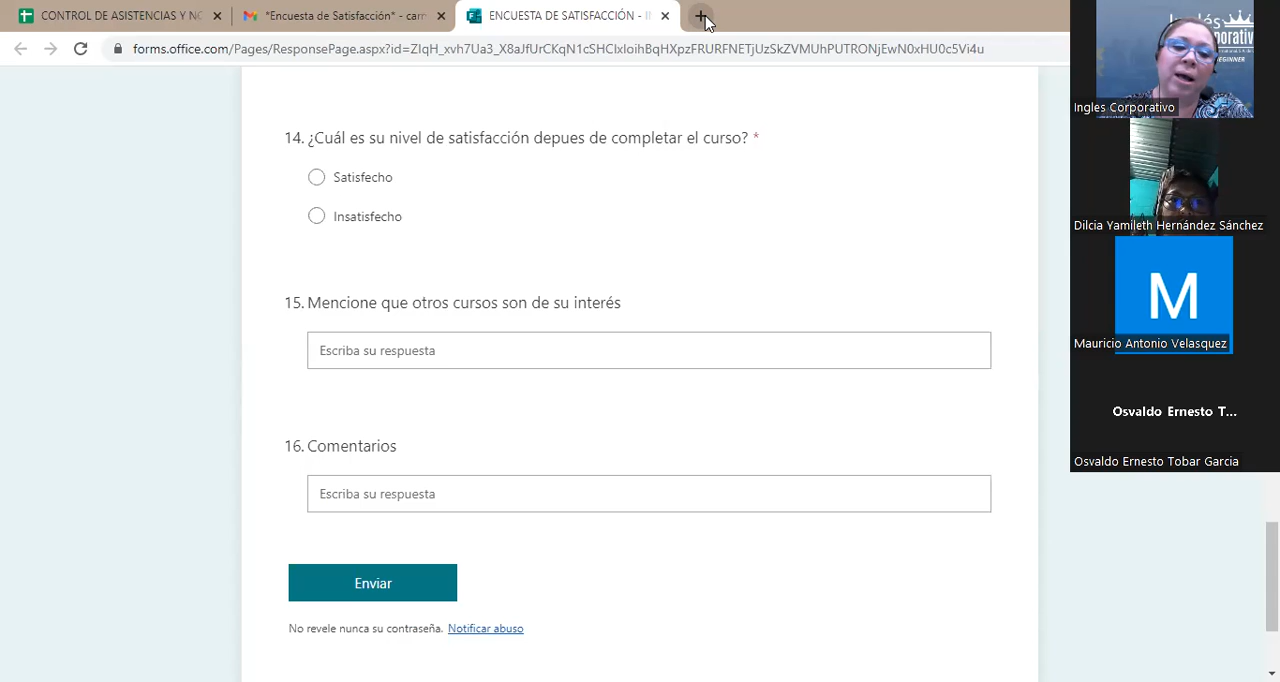 CONTROL DE ASISTENCIAS Y NO
*Encuesta de Satisfacción* - carr
ENCUESTA DE SATISFACCIÓN - I
forms.office.com/Pages/ResponsePage.aspx?id=ZIqH_xvh7Ua3_X8aJfUrCKqN1cSHCIxIoihBqHXpzFRURFNETjUzSkZVMUhPUTRONjEwN0xHU0c5Vi4u
14. ¿Cuál es su nivel de satisfacción depues de completar el curso? *
Satisfecho
Insatisfecho
15. Mencione que otros cursos son de su interés
Escriba su respuesta
16. Comentarios
Escriba su respuesta
Enviar
No revele nunca su contraseña. Notificar abuso
Ingles Corporativo
Dilcia Yamileth Hernández Sánchez
M
Mauricio Antonio Velasquez
Osvaldo Ernesto T...
Osvaldo Ernesto Tobar Garcia